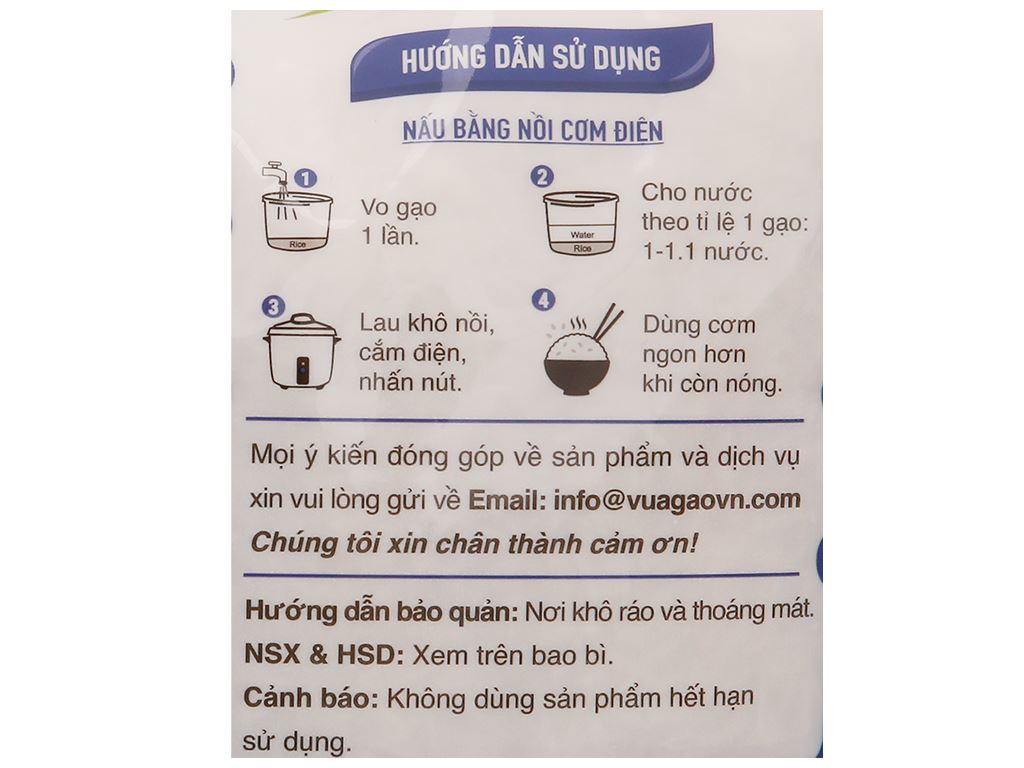 HƯỚNG DẪN SỬ DỤNG
NẤU BẰNG NỒI CƠM ĐIỆN
1
Rice
Vo gạo
1 lần.
2
Water
Rice
Cho nước
theo tỉ lệ 1 gạo:
1-1.1 nước.
3
Lau khô nồi,
cắm điện,
nhấn nút.
4
Dùng cơm
ngon hơn
khi còn nóng.
Mọi ý kiến đóng góp về sản phẩm và dịch vụ
xin vui lòng gửi về Email: info@vuagaovn.com
Chúng tôi xin chân thành cảm ơn!
Hướng dẫn bảo quản: Nơi khô ráo và thoáng mát.
NSX & HSD: Xem trên bao bì.
Cảnh báo: Không dùng sản phẩm hết hạn
sử dụng.